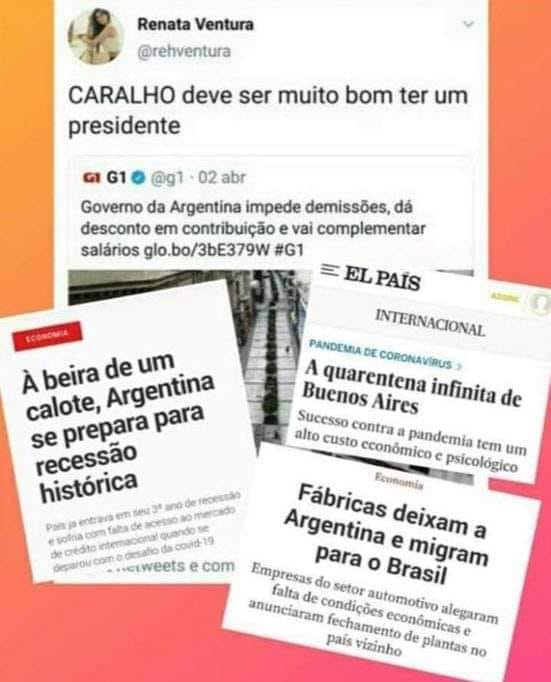 Renata Ventura
@rehventura
CARALHO deve ser muito bom ter um
presidente
G1 G1 @g1 · 02 abr
Governo da Argentina impede demissões, dá
desconto em contribuição e vai complementar
salários glo.bo/3bE379W #G1
EL PAÍS
ASSINE
INTERNACIONAL
PANDEMIA DE CORONAVÍRUS >
A quarentena infinita de
Buenos Aires
Sucesso contra a pandemia tem um
alto custo econômico e psicológico
ECONOMIA
À beira de um
calote, Argentina
se prepara para
recessão
histórica
País já entrava em seu 3º ano de recessão
e sofria com falta de acesso ao mercado
de crédito internacional quando se
deparou com o desafio da covid-19
etweets e com
Economia
Fábricas deixam a
Argentina e migram
para o Brasil
Empresas do setor automotivo alegaram
falta de condições econômicas e
anunciaram fechamento de plantas no
país vizinho